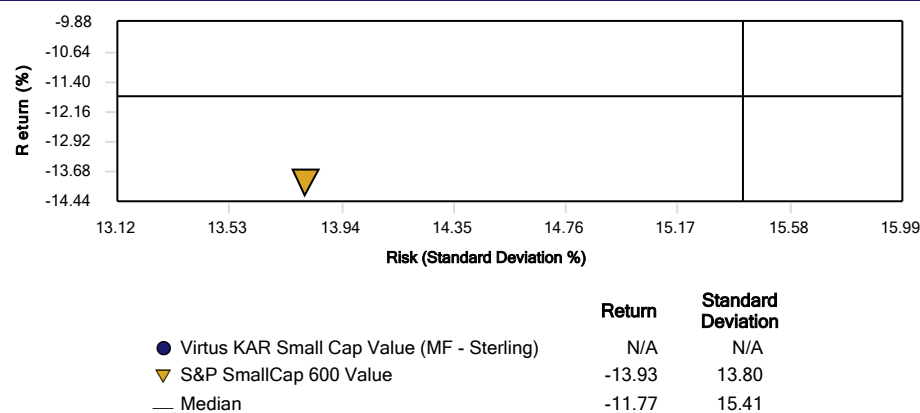 -9.88
-10.64
-11.40
-12.16
-12.92
-13.68
-14.44
Return (%)
13.12 13.53 13.94 14.35 14.76 15.17 15.58 15.99
Risk (Standard Deviation %)
Return Standard Deviation
Virtus KAR Small Cap Value (MF - Sterling) N/A N/A
S&P SmallCap 600 Value -13.93 13.80
Median -11.77 15.41